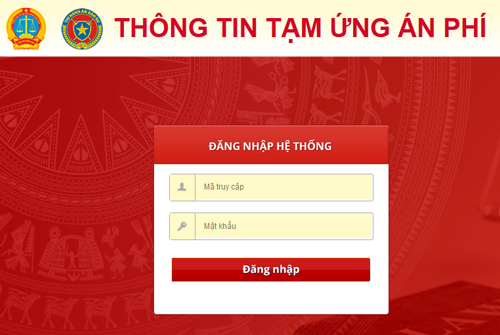 THÔNG TIN TẠM ỨNG ÁN PHÍ
ĐĂNG NHẬP HỆ THỐNG
Mã truy cập
Mật khẩu
Đăng nhập